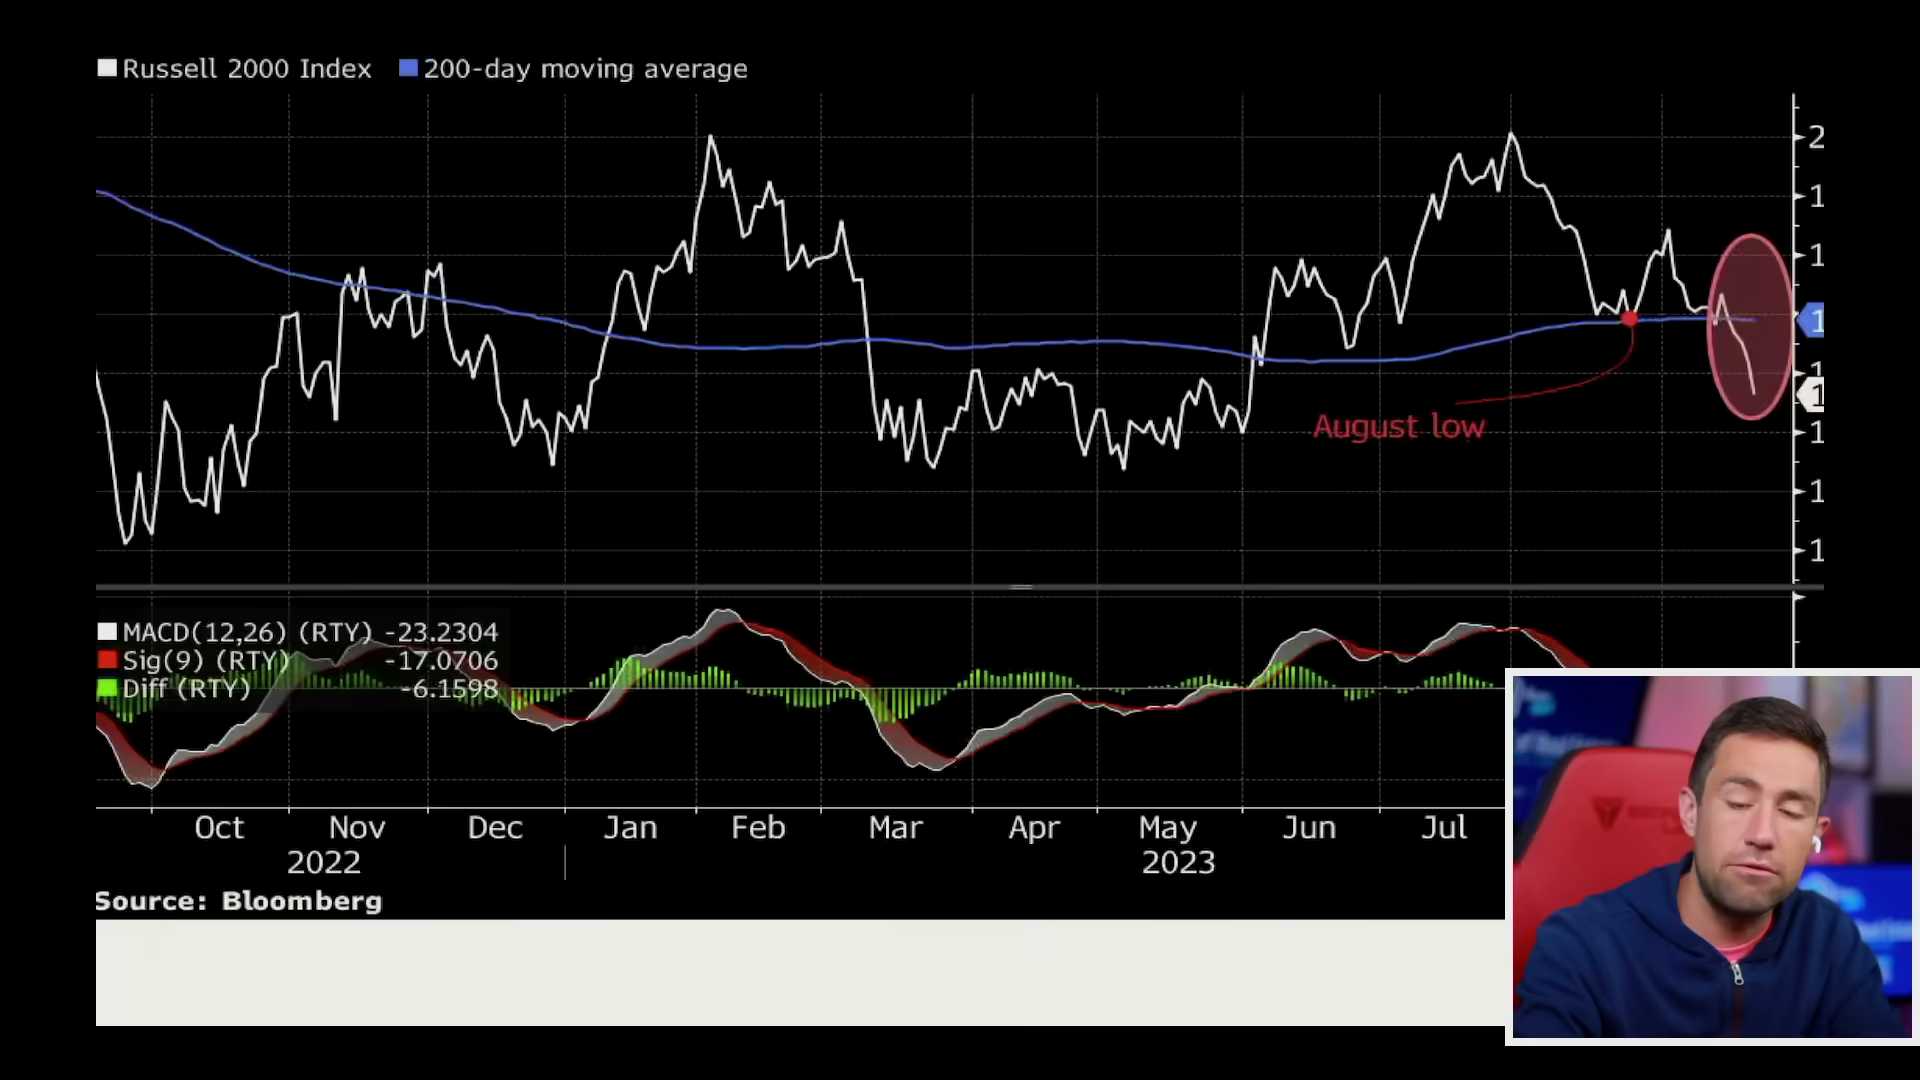 Russell 2000 Index 200-day moving average
2
1
1
1
1
1
1
1
1
August low
MACD(12,26) (RTY) -23.2304
Sig(9) (RTY) -17.0706
Diff (RTY) -6.1598
Oct Nov Dec Jan Feb Mar Apr May Jun Jul
2022 2023
Source: Bloomberg